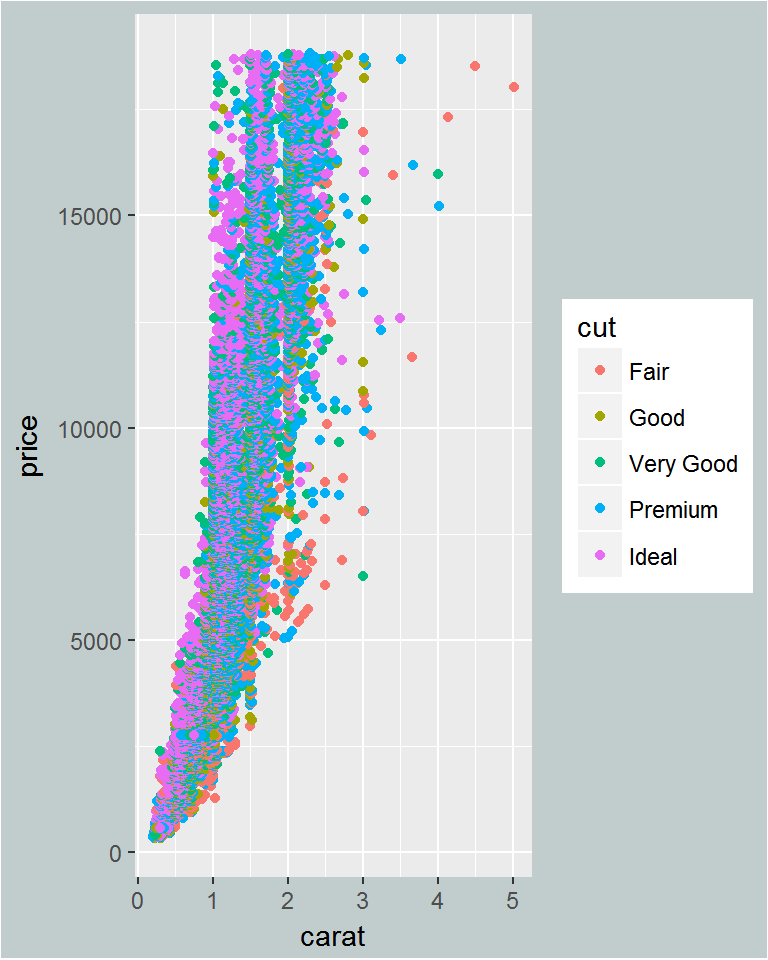 price
15000
10000
5000
0
0 1 2 3 4 5
carat
cut
Fair
Good
Very Good
Premium
Ideal